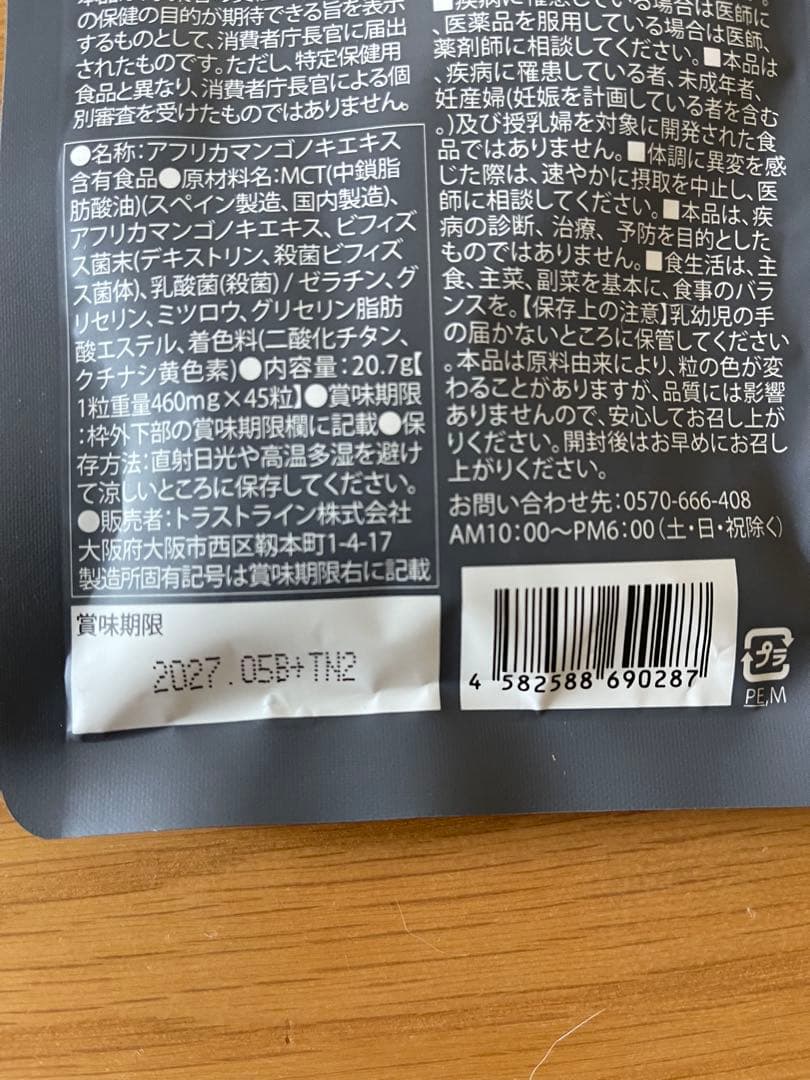 の保健の目的が期待できる旨を表示
するものとして、消費者庁長官に届出
されたものです。ただし、特定保健用
食品と異なり、消費者庁長官による個
別審査を受けたものではありません。
●名称:アフリカマンゴノキエキス
含有食品●原材料名:MCT(中鎖脂
肪酸油)(スペイン製造、国内製造)、
アフリカマンゴノキエキス、ビフィズ
ス菌末(デキストリン、殺菌ビフィズ
ス菌体)、乳酸菌(殺菌) / ゼラチン、グ
リセリン、ミツロウ、グリセリン脂肪
酸エステル、着色料(二酸化チタン、
クチナシ黄色素)●内容量:20.7g【
1粒重量460mg×45粒】●賞味期限
:枠外下部の賞味期限欄に記載●保
存方法:直射日光や高温多湿を避け
て涼しいところに保存してください。
●販売者:トラストライン株式会社
大阪府大阪市西区靱本町1-4-17
製造所固有記号は賞味期限右に記載
賞味期限
2027.05B+TN2
■疾病に罹患している場合は医師に
、医薬品を服用している場合は医師、
薬剤師に相談してください。■本品は
、疾病に罹患している者、未成年者、
妊産婦(妊娠を計画している者を含む
。)及び授乳婦を対象に開発された食
品ではありません。■体調に異変を感
じた際は、速やかに摂取を中止し、医
師に相談してください。■本品は、疾
病の診断、治療、予防を目的とした
ものではありません。■食生活は、主
食、主菜、副菜を基本に、食事のバラ
ンスを。【保存上の注意】乳幼児の手
の届かないところに保管してください
。本品は原料由来により、粒の色が変
わることがありますが、品質には影響
ありませんので、安心してお召し上が
りください。開封後はお早めにお召し
上がりください。
お問い合わせ先:0570-666-408
AM10:00～PM6:00(土・日・祝除く)
4 582588 690287
プラ
PE,M